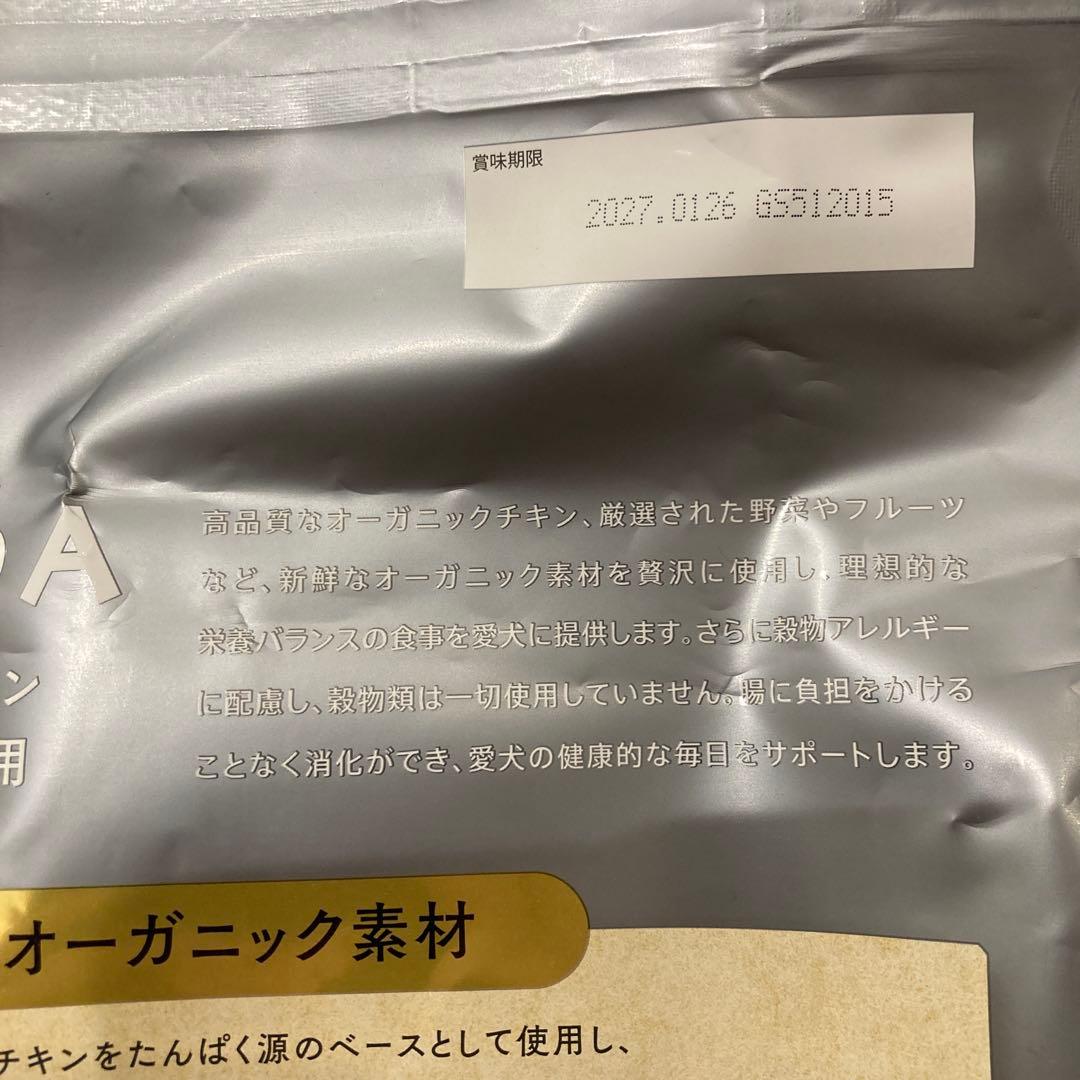 賞味期限
2027.0126 GS512015
高品質なオーガニックチキン、厳選された野菜やフルーツ
など、新鮮なオーガニック素材を贅沢に使用し、理想的な
栄養バランスの食事を愛犬に提供します。さらに穀物アレルギー
に配慮し、穀物類は一切使用していません。腸に負担をかける
ことなく消化ができ、愛犬の健康的な毎日をサポートします。
A
ン
用
オーガニック素材
チキンをたんぱく源のベースとして使用し、